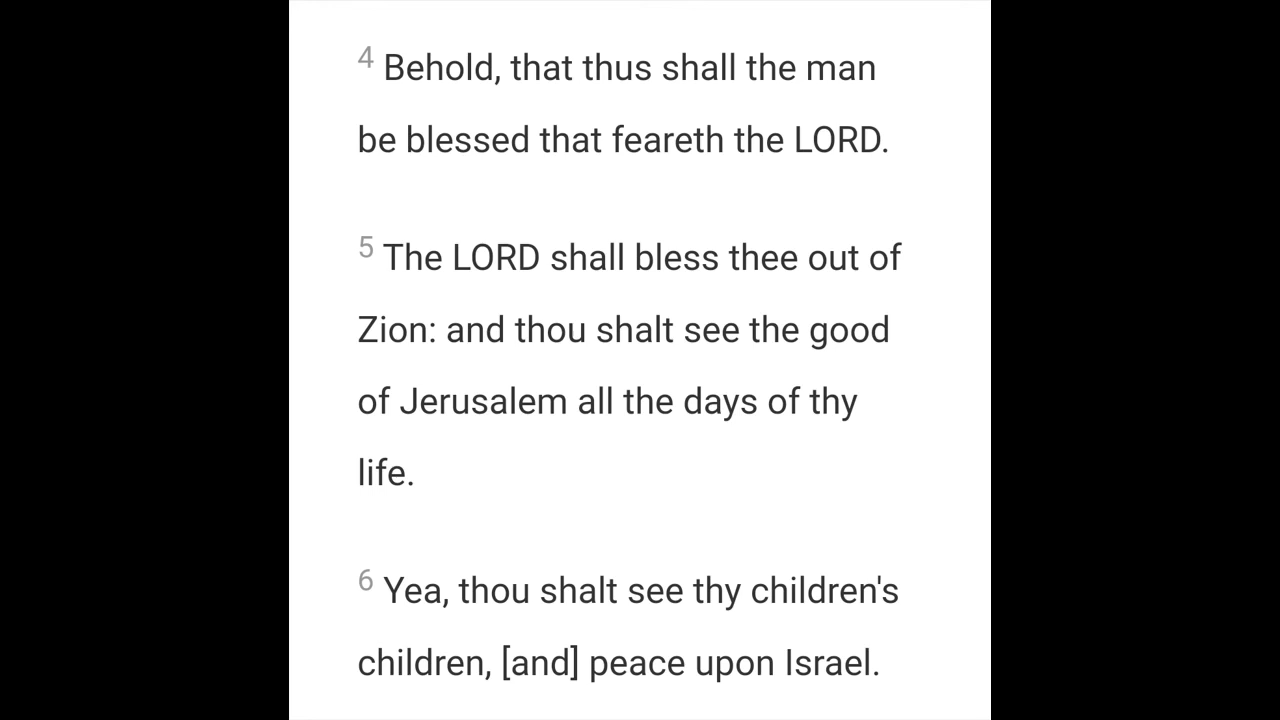 4 Behold, that thus shall the man
be blessed that feareth the LORD.
5 The LORD shall bless thee out of
Zion: and thou shalt see the good
of Jerusalem all the days of thy
life.
6 Yea, thou shalt see thy children's
children, [and] peace upon Israel.